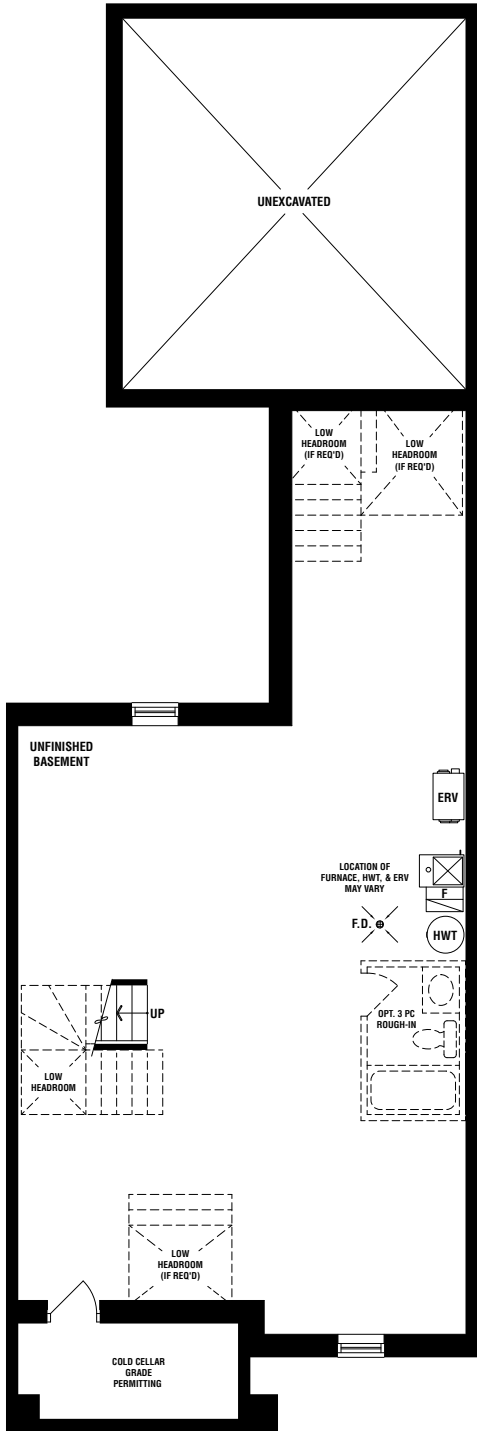 UNEXCAVATED
LOW
HEADROOM
(IF REQ'D)
LOW
HEADROOM
(IF REQ'D)
UNFINISHED
BASEMENT
ERV
LOCATION OF
FURNACE, HWT, & ERV
MAY VARY
F
F.D.
HWT
UP
OPT. 3 PC
ROUGH-IN
LOW
HEADROOM
LOW
HEADROOM
(IF REQ'D)
COLD CELLAR
GRADE
PERMITTING